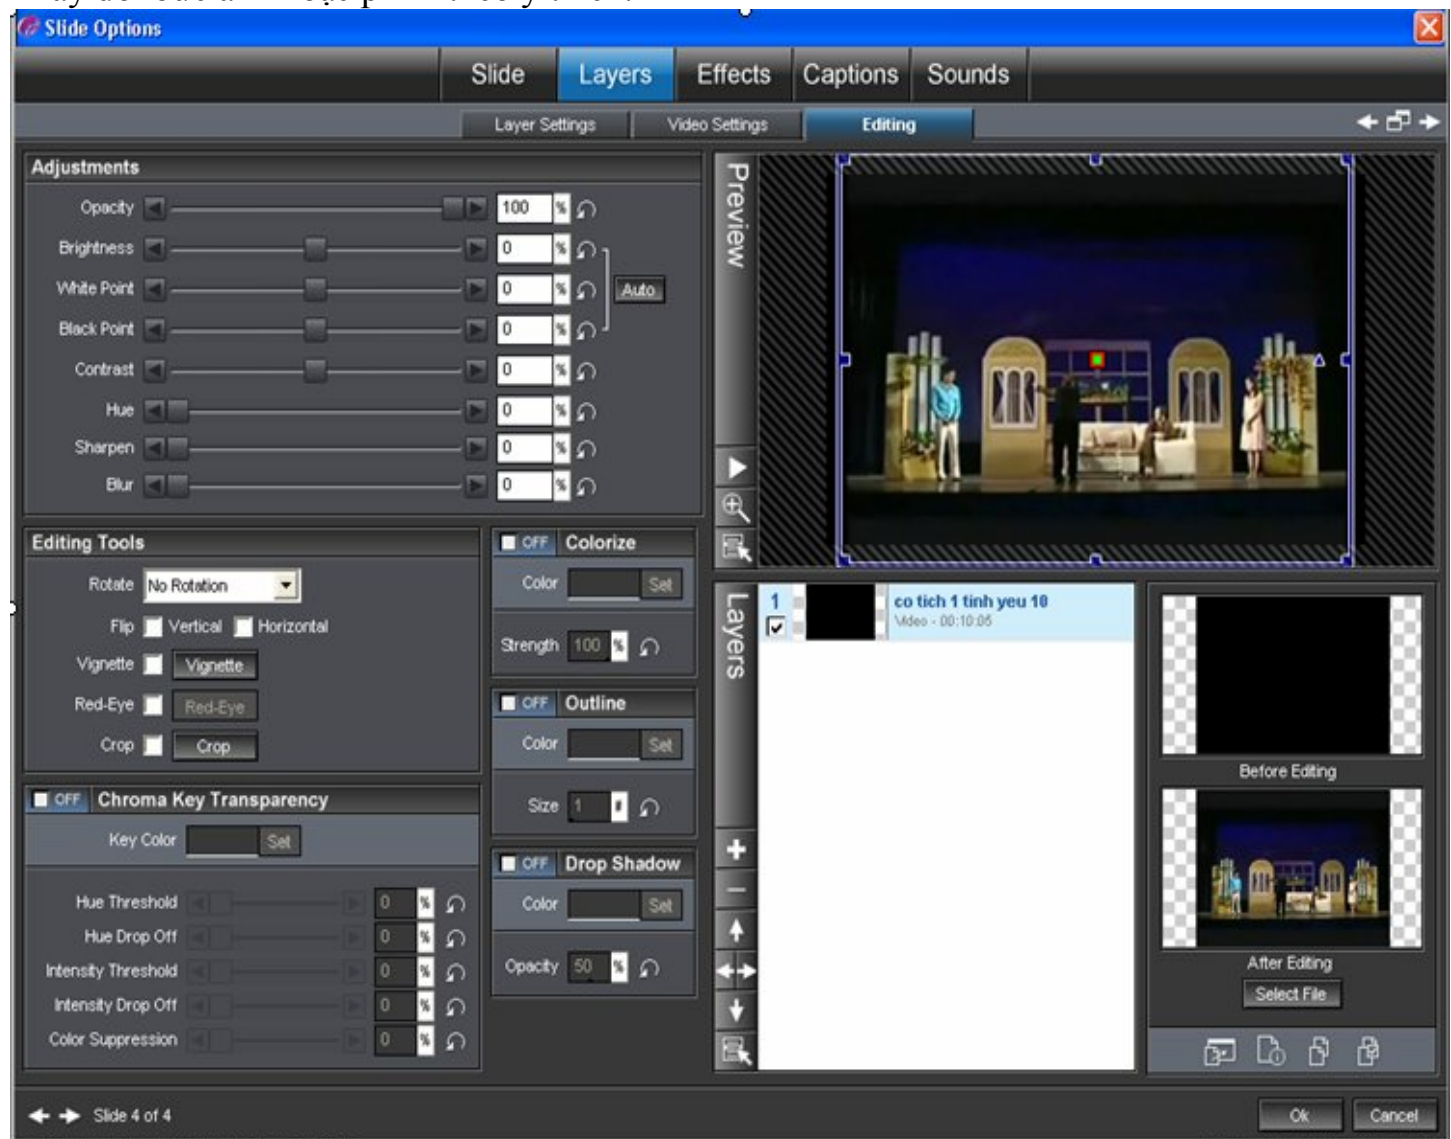 Slide Options
Slide Layers Effects Captions Sounds
Layer Settings Video Settings Editing
Adjustments
Opacity 100 %
Brightness 0 %
White Point 0 % Auto
Black Point 0 %
Contrast 0 %
Hue 0 %
Sharpen 0 %
Blur 0 %
Preview
Editing Tools
Rotate No Rotation
Flip Vertical Horizontal
Vignette Vignette
Red-Eye Red-Eye
Crop Crop
OFF Colorize
Color Set
Strength 100 %
OFF Outline
Color Set
Size 1 #
OFF Drop Shadow
Color Set
Opacity 50 %
OFF Chroma Key Transparency
Key Color Set
Hue Threshold 0 %
Hue Drop Off 0 %
Intensity Threshold 0 %
Intensity Drop Off 0 %
Color Suppression 0 %
Layers
1 co tich 1 tinh yeu 10
Video - 00:10:05
Before Editing
After Editing
Select File
Slide 4 of 4
Ok Cancel